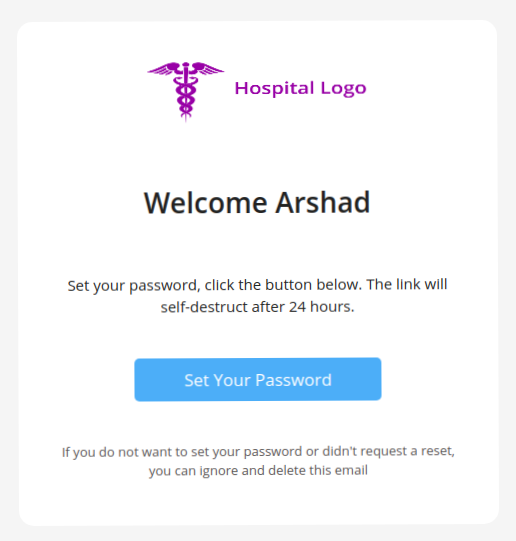 Hospital Logo
Welcome Arshad
Set your password, click the button below. The link will
self-destruct after 24 hours.
Set Your Password
If you do not want to set your password or didn't request a reset,
you can ignore and delete this email